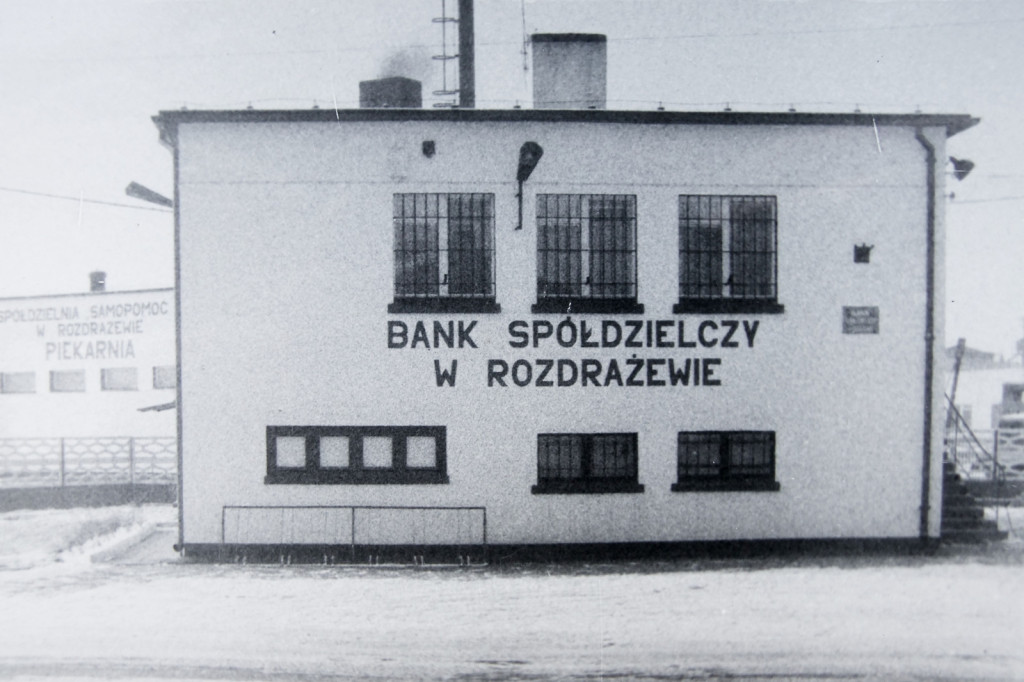 SPÓŁDZIELNIA SAMOPOMOC
W ROZDRAŻEWIE
PIEKARNIA
BANK SPÓŁDZIELCZY
W ROZDRAŻEWIE